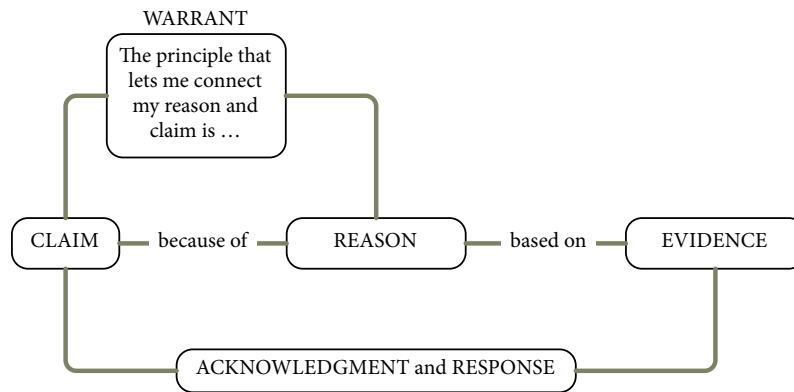 WARRANT
The principle that
lets me connect
my reason and
claim is …
CLAIM because of REASON based on EVIDENCE
ACKNOWLEDGMENT and RESPONSE